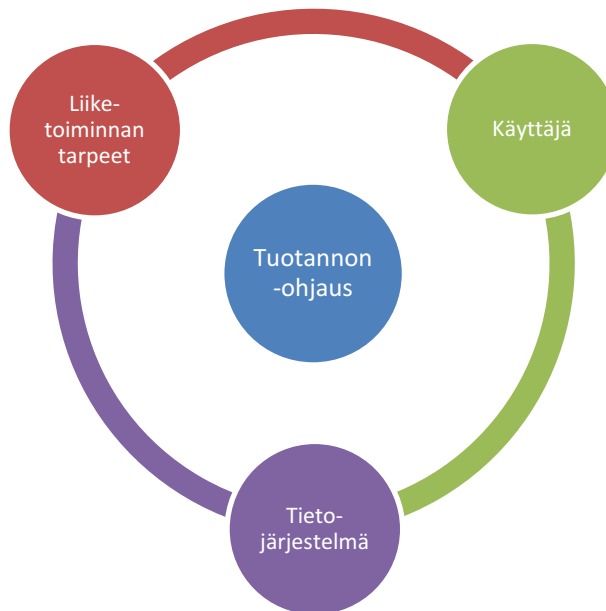 Liike-
toiminnan
tarpeet
Käyttäjä
Tuotannon
-ohjaus
Tieto-
järjestelmä